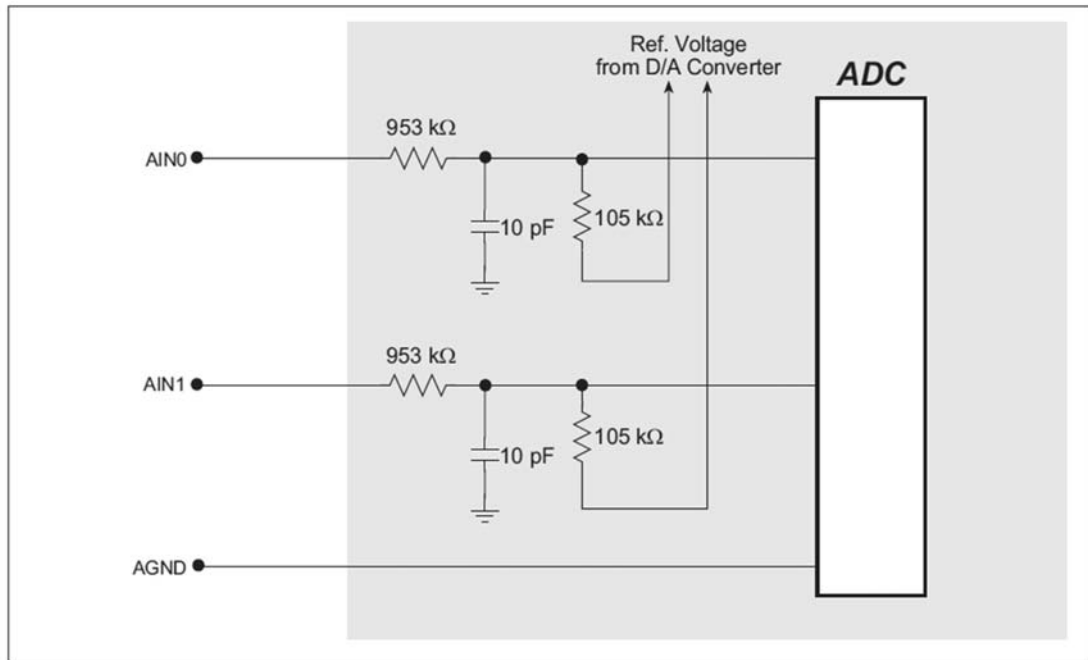 Ref. Voltage
from D/A Converter
ADC
953 kΩ
AIN0
10 pF
105 kΩ
953 kΩ
AIN1
10 pF
105 kΩ
AGND